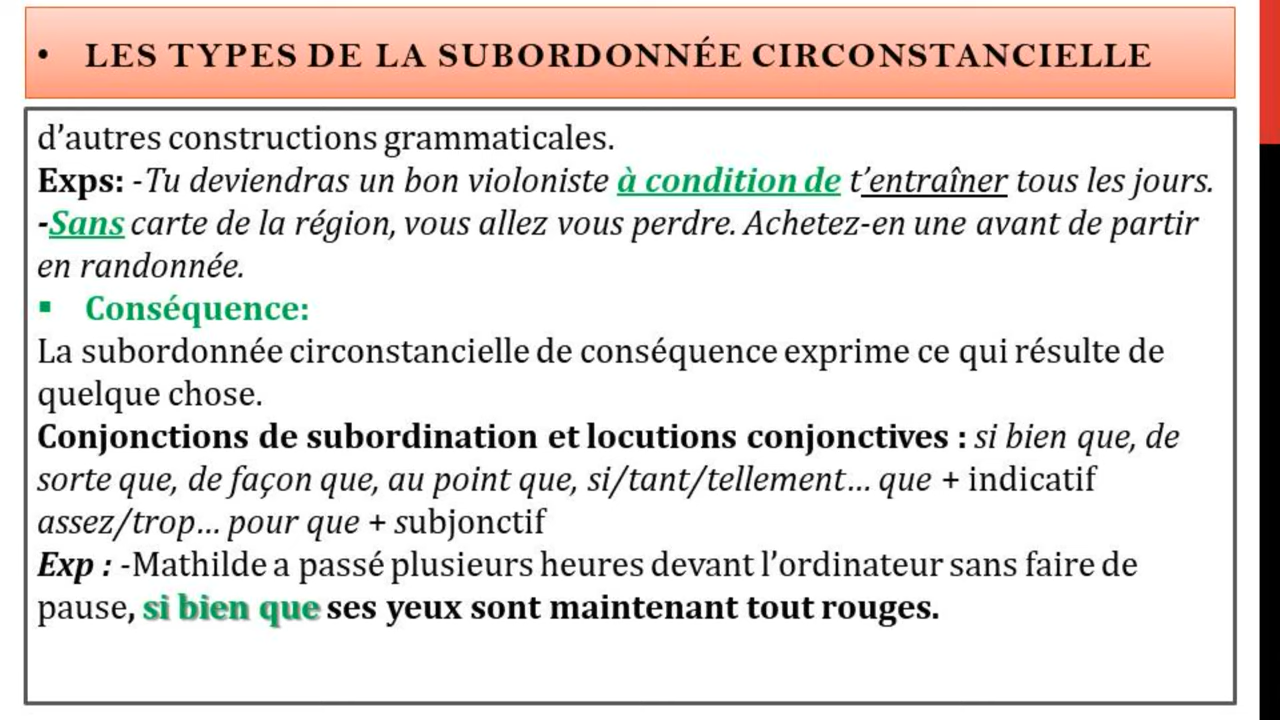 • LES TYPES DE LA SUBORDONNÉE CIRCONSTANCIELLE
d’autres constructions grammaticales.
Exps: -Tu deviendras un bon violoniste à condition de t’entraîner tous les jours.
-Sans carte de la région, vous allez vous perdre. Achetez-en une avant de partir
en randonnée.
▪ Conséquence:
La subordonnée circonstancielle de conséquence exprime ce qui résulte de
quelque chose.
Conjonctions de subordination et locutions conjonctives : si bien que, de
sorte que, de façon que, au point que, si/tant/tellement… que + indicatif
assez/trop… pour que + subjonctif
Exp : -Mathilde a passé plusieurs heures devant l’ordinateur sans faire de
pause, si bien que ses yeux sont maintenant tout rouges.